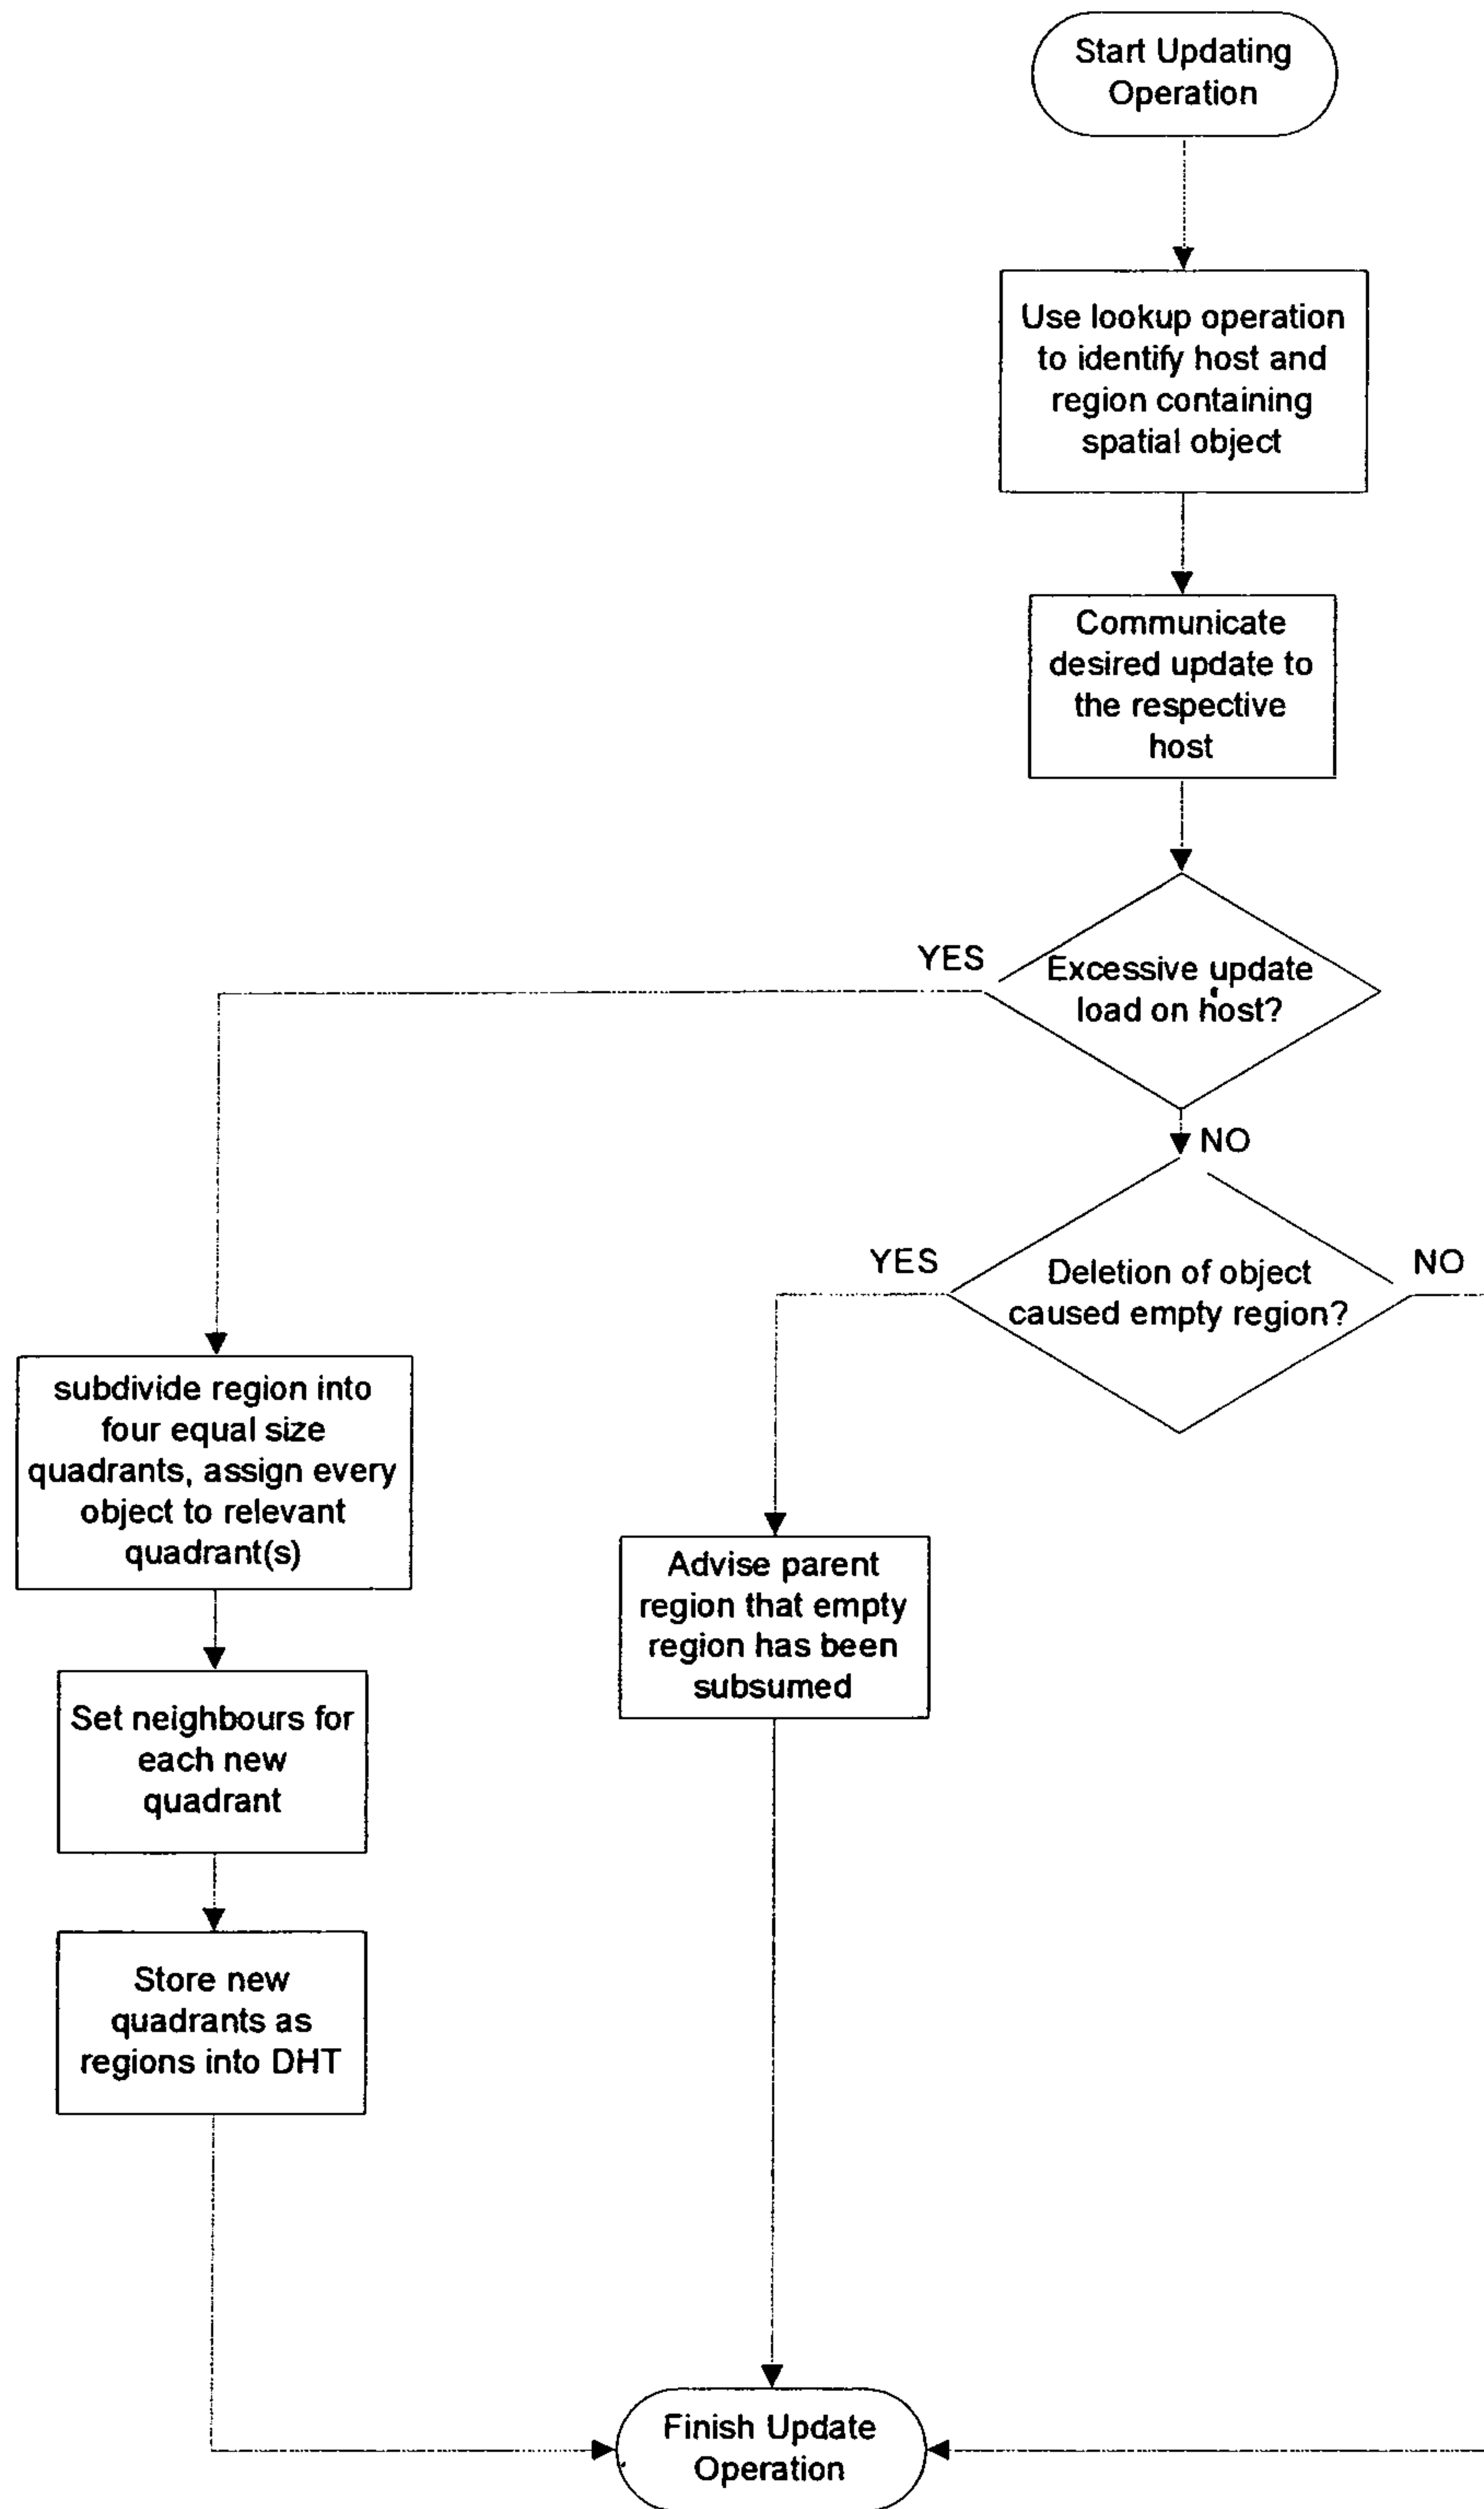 Start Updating
Operation
Use lookup operation
to identify host and
region containing
spatial object
Communicate
desired update to
the respective
host
YES
Excessive update
load on host?
NO
YES
Deletion of object
caused empty region?
NO
subdivide region into
four equal size
quadrants, assign every
object to relevant
quadrant(s)
Advise parent
region that empty
region has been
subsumed
Set neighbours for
each new
quadrant
Store new
quadrants as
regions into DHT
Finish Update
Operation